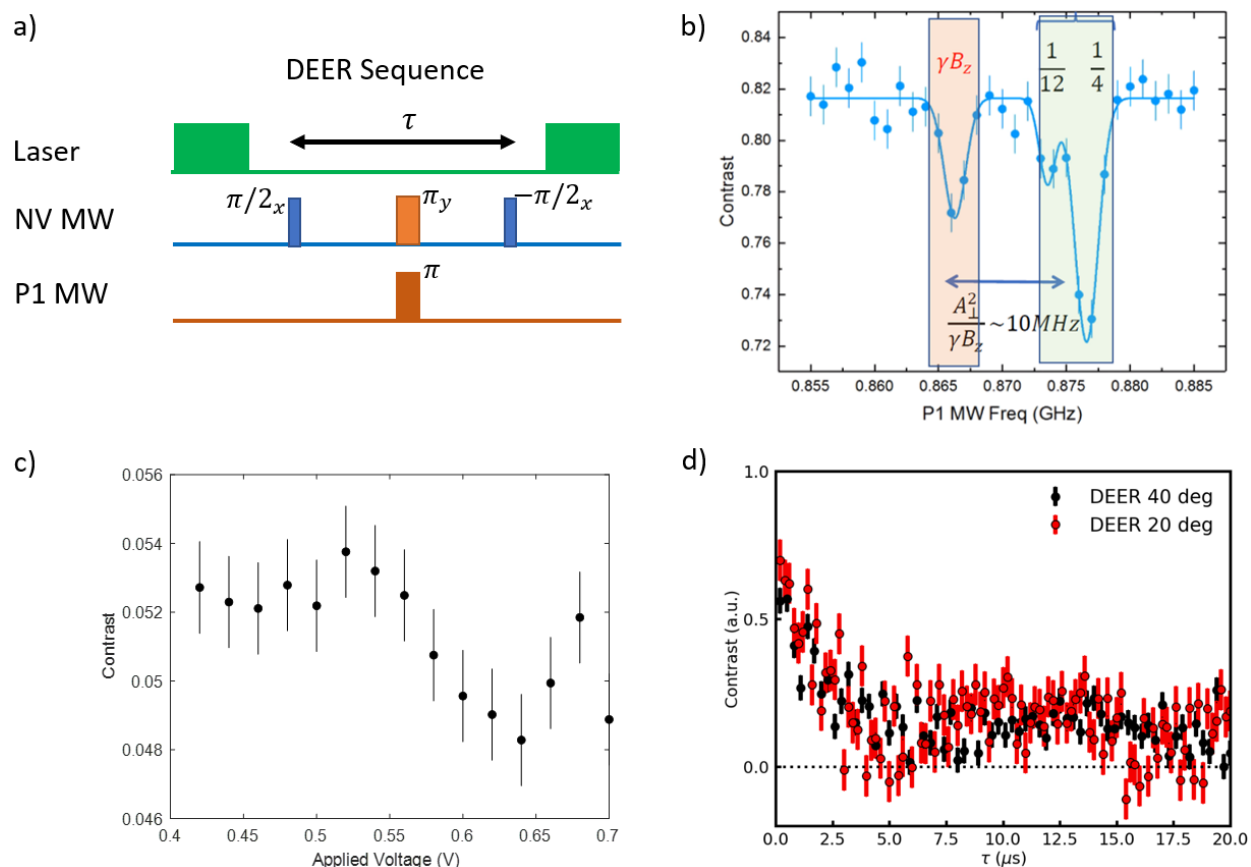 a)
DEER Sequence
τ
Laser
π/2ₓ
π_y
−π/2ₓ
NV MW
π
P1 MW
b)
0.84
0.82
0.80
0.78
0.76
0.74
0.72
Contrast
γB_z
1/12
1/4
A_⊥^2/γB_z ~10MHz
0.855
0.860
0.865
0.870
0.875
0.880
0.885
P1 MW Freq (GHz)
c)
0.056
0.054
0.052
0.05
0.048
0.046
Contrast
0.4
0.45
0.5
0.55
0.6
0.65
0.7
Applied Voltage (V)
d)
1.0
0.5
0.0
Contrast (a.u.)
DEER 40 deg
DEER 20 deg
0.0
2.5
5.0
7.5
10.0
12.5
15.0
17.5
20.0
τ (μs)